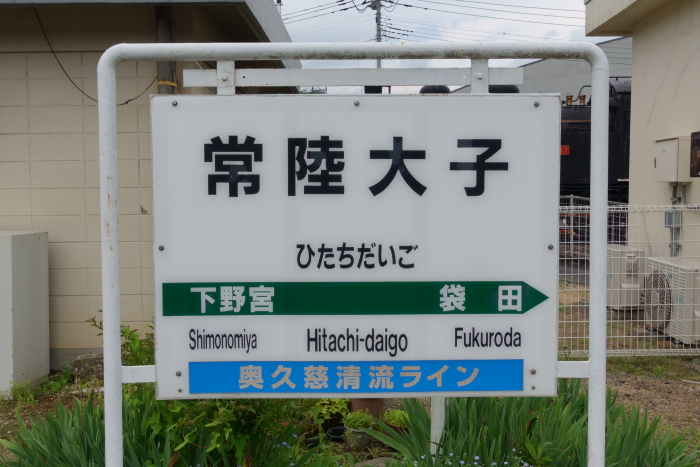 常陸大子
ひたちだいご
下野宮 袋田
Shimonomiya Hitachi-daigo Fukuroda
奥久慈清流ライン